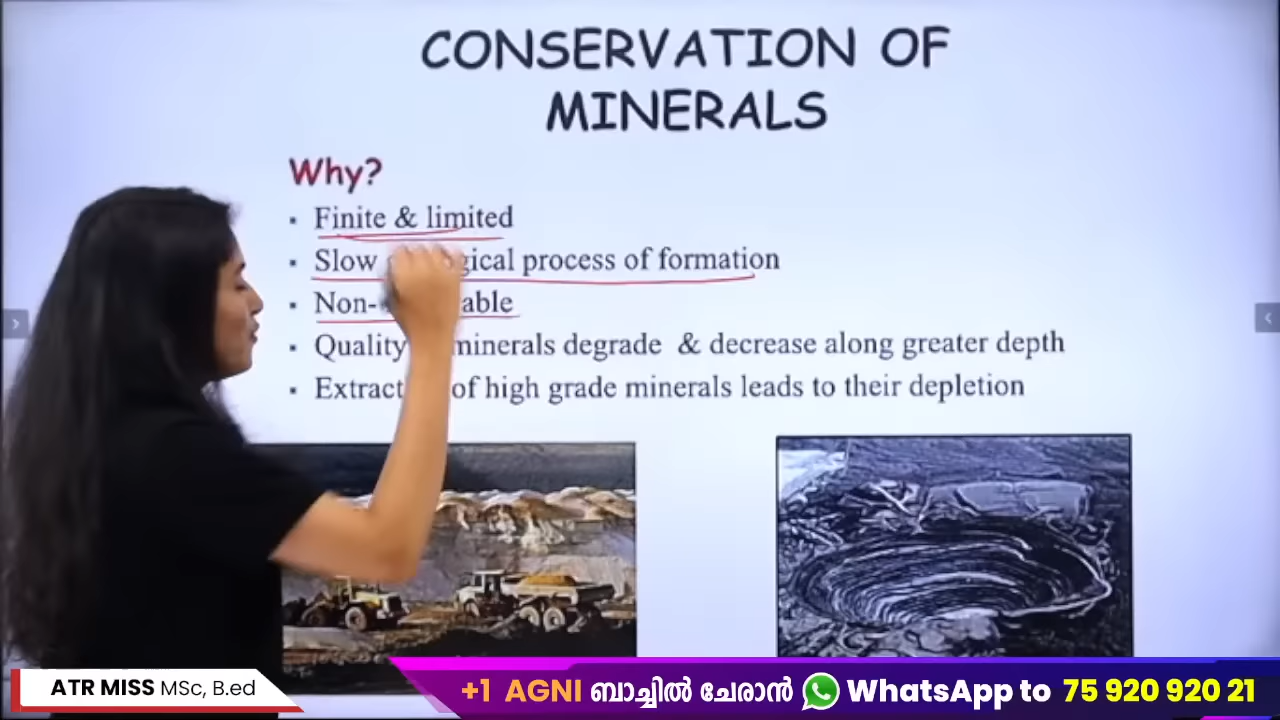 CONSERVATION OF
MINERALS
Why?
▪ Finite & limited
▪ Slow gical process of formation
▪ Non- able
▪ Quality minerals degrade & decrease along greater depth
▪ Extract of high grade minerals leads to their depletion
ATR MISS MSc, B.ed
+1 AGNI ബാച്ചിൽ ചേരാൻ WhatsApp to 75 920 920 21